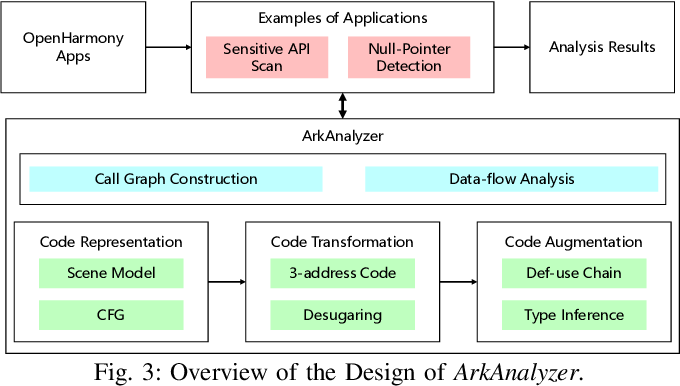 OpenHarmony
Apps
Examples of Applications
Sensitive API
Scan
Null-Pointer
Detection
Analysis Results
ArkAnalyzer
Call Graph Construction
Data-flow Analysis
Code Representation
Scene Model
CFG
Code Transformation
3-address Code
Desugaring
Code Augmentation
Def-use Chain
Type Inference
Fig. 3: Overview of the Design of ArkAnalyzer.